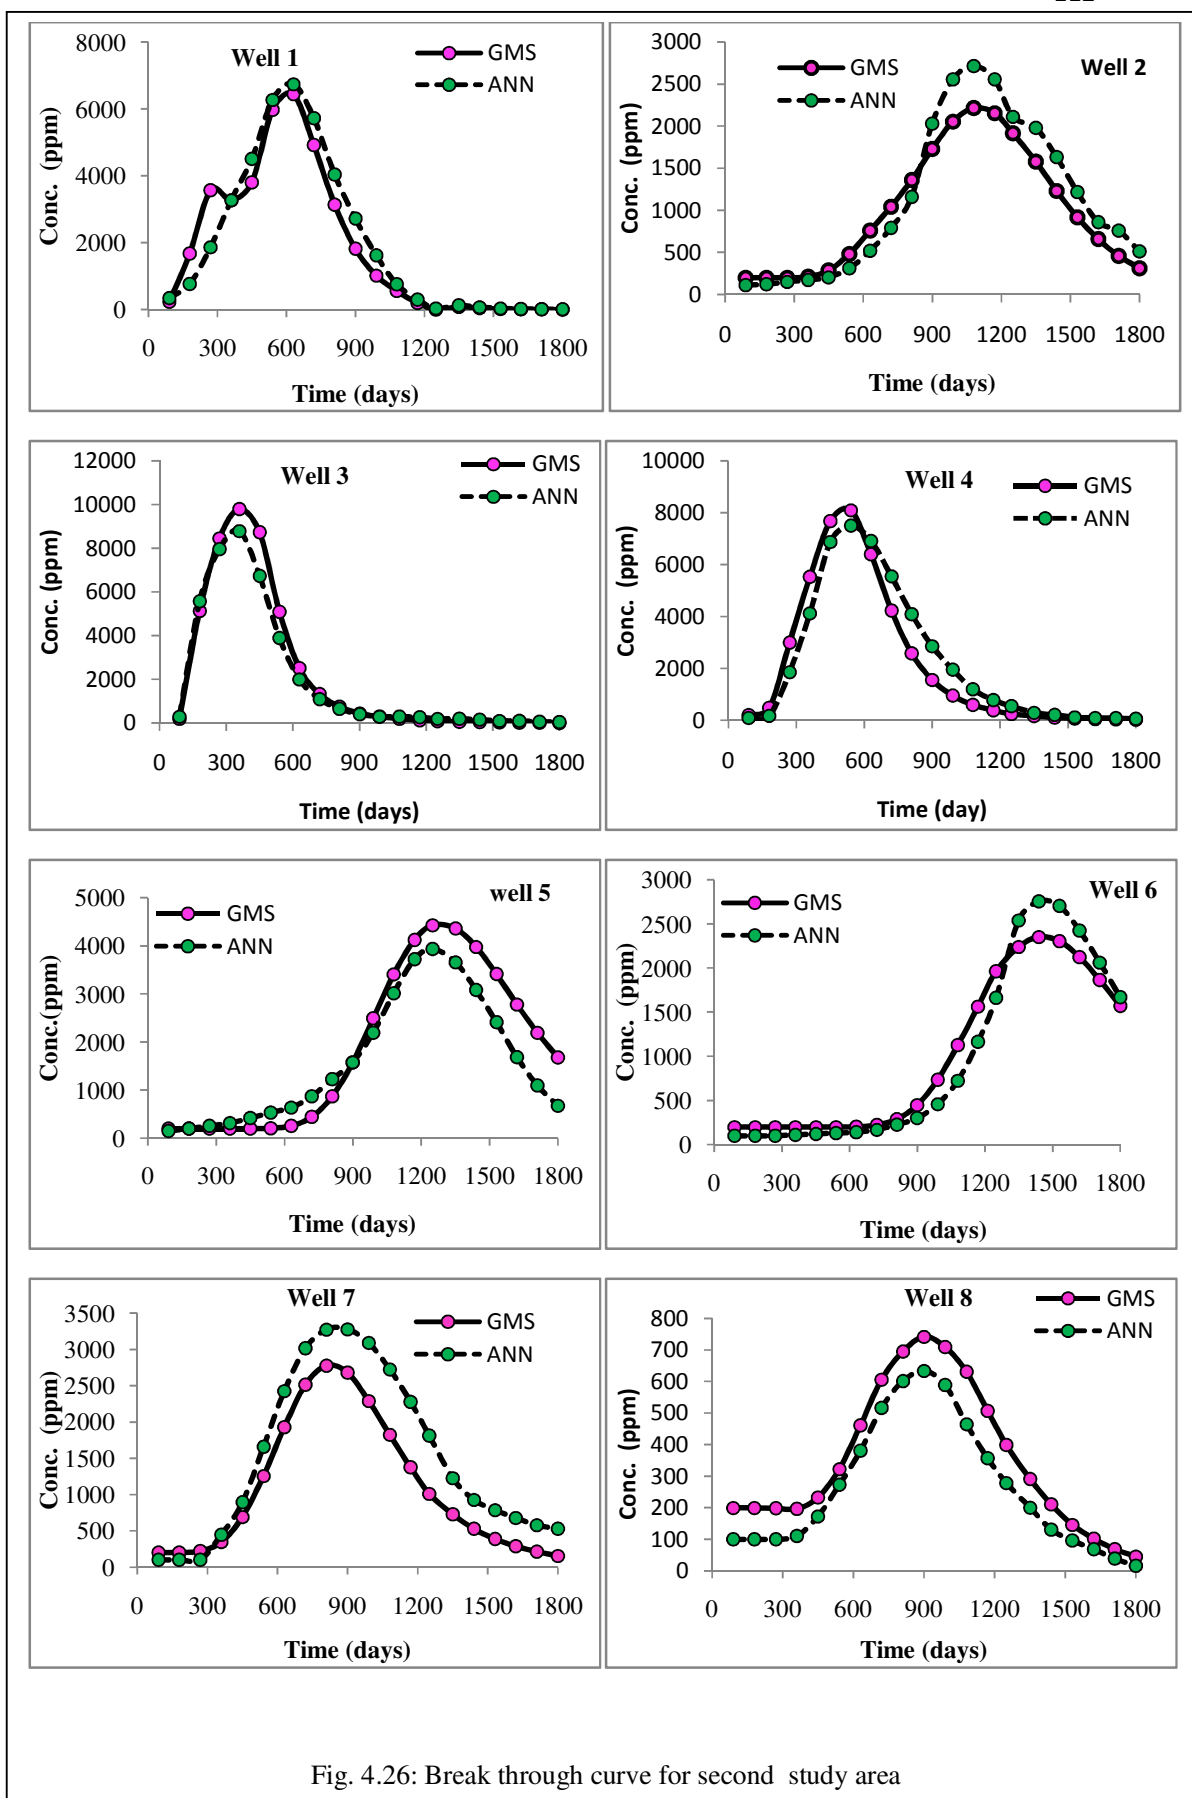 Well 1
GMS
ANN
8000
6000
4000
2000
0
Conc. (ppm)
0 300 600 900 1200 1500 1800
Time (days)
Well 2
GMS
ANN
3000
2500
2000
1500
1000
500
0
Conc. (ppm)
0 300 600 900 1200 1500 1800
Time (days)
Well 3
GMS
ANN
12000
10000
8000
6000
4000
2000
0
Conc. (ppm)
0 300 600 900 1200 1500 1800
Time (days)
Well 4
GMS
ANN
10000
8000
6000
4000
2000
0
Conc. (ppm)
0 300 600 900 1200 1500 1800
Time (day)
well 5
GMS
ANN
5000
4000
3000
2000
1000
0
Conc.(ppm)
0 300 600 900 1200 1500 1800
Time (days)
Well 6
GMS
ANN
3000
2500
2000
1500
1000
500
0
Conc. (ppm)
0 300 600 900 1200 1500 1800
Time (days)
Well 7
GMS
ANN
3500
3000
2500
2000
1500
1000
500
0
Conc. (ppm)
0 300 600 900 1200 1500 1800
Time (days)
Well 8
GMS
ANN
800
700
600
500
400
300
200
100
0
Conc. (ppm)
0 300 600 900 1200 1500 1800
Time (days)
Fig. 4.26: Break through curve for second study area